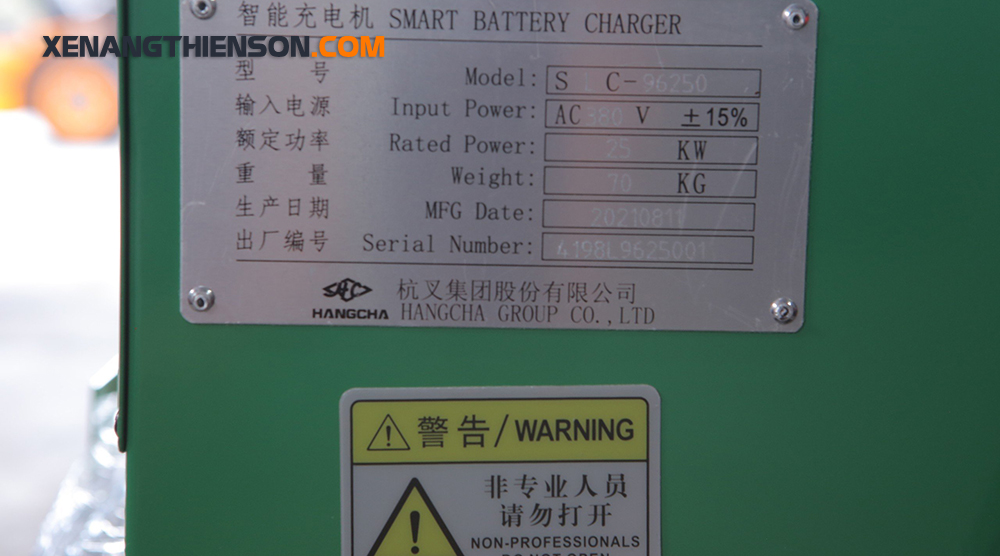 智能充电机 SMART BATTERY CHARGER
XENANGTHIENSON.COM
型 号 Model: S C-96250
输入电源 Input Power: AC 380 V ±15%
额定功率 Rated Power: 25 KW
重 量 Weight: 70 KG
生产日期 MFG Date: 20210811
出厂编号 Serial Number: 4198L9625001
杭叉集团股份有限公司
HANGCHA HANGCHA GROUP CO.,LTD
警告/WARNING
非专业人员
请勿打开
NON-PROFESSIONALS
DO NOT OPEN